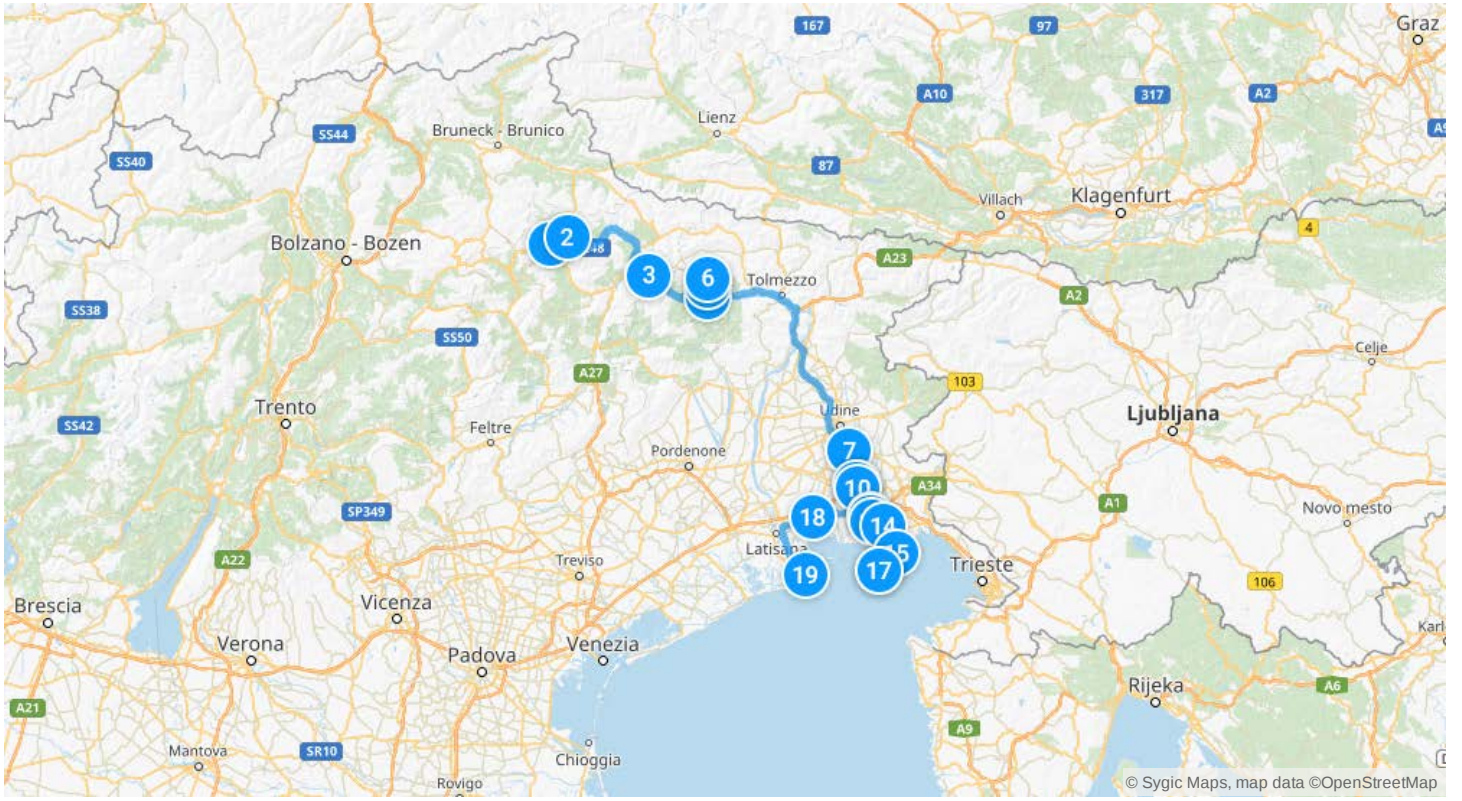 167
97
Graz
A10
317
A2
A9
Lienz
SS44
Bruneck - Brunico
SS40
87
Villach
Klagenfurt
4
Bolzano - Bozen
2
48
3
6
Tolmezzo
A23
A2
SS38
SS50
A27
103
Celje
Trento
Feltre
Udine
Ljubljana
SS42
Pordenone
7
10
A34
A1
Novo mesto
SP349
18
14
Latisana
A22
Treviso
15
17
19
Trieste
106
Brescia
Vicenza
Verona
Padova
Venezia
Rijeka
A6
A21
A9
Mantova
SR10
Chioggia
Rovigo
© Sygic Maps, map data ©OpenStreetMap